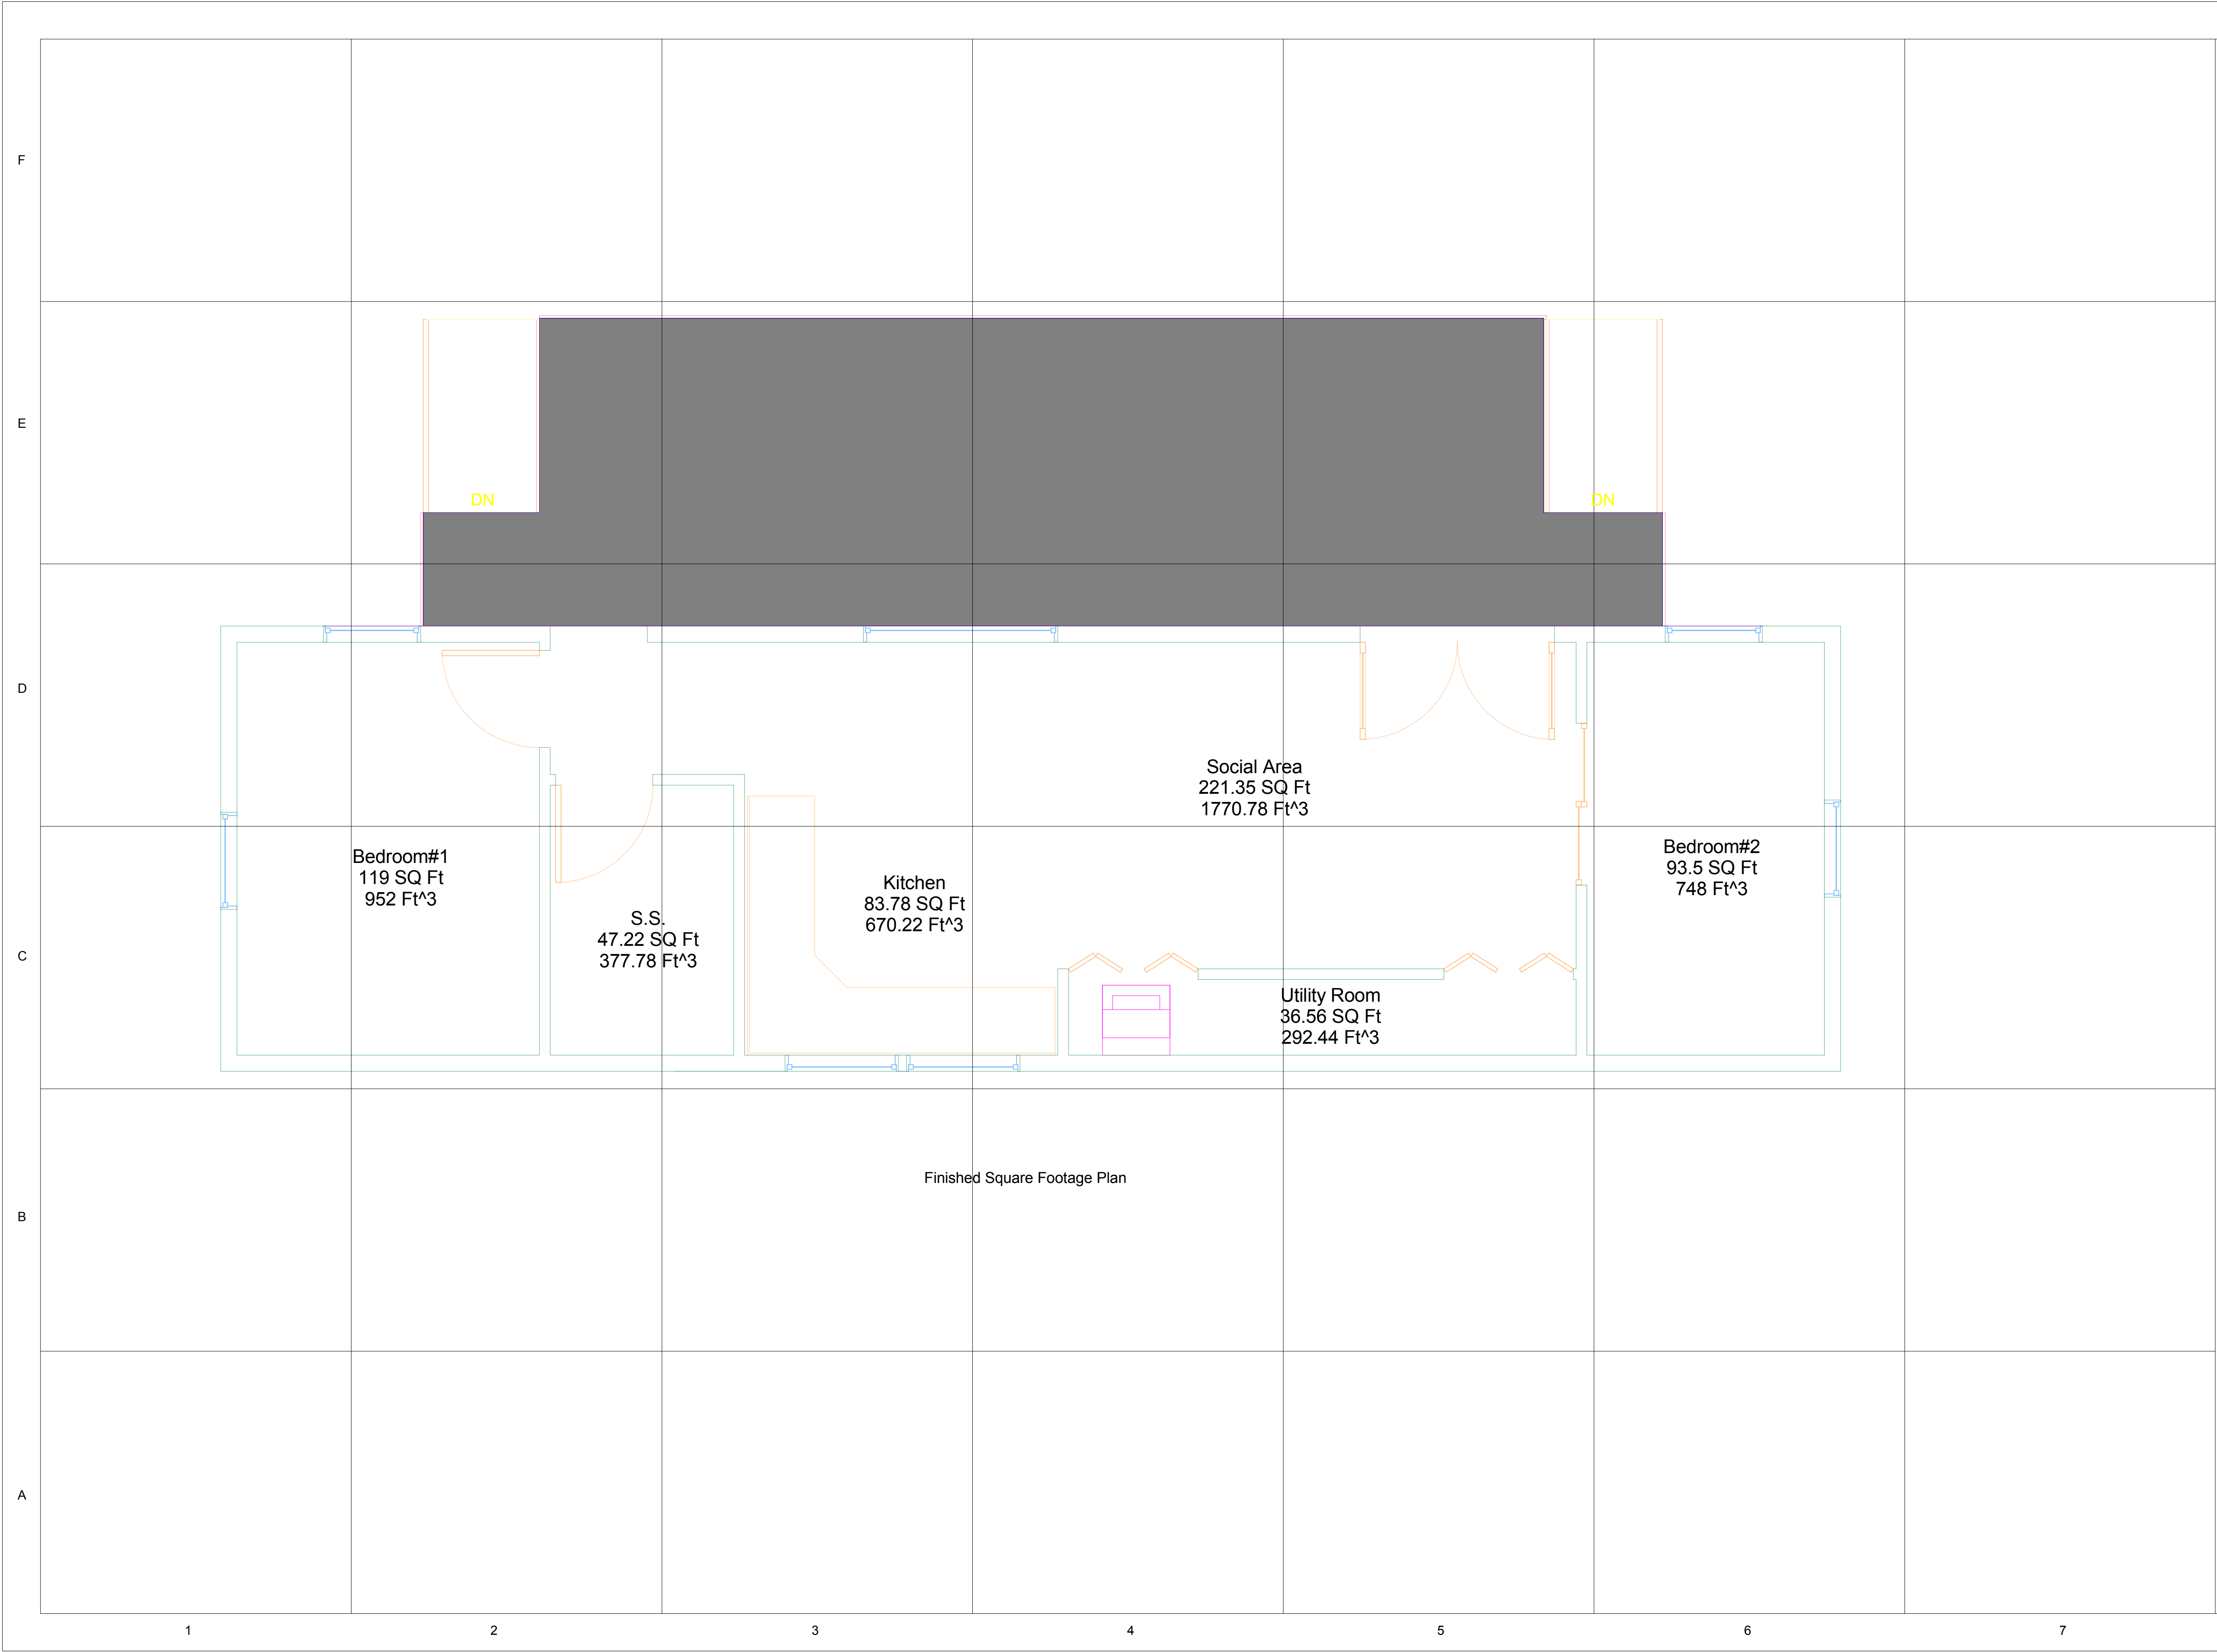 F
E
DN
DN
D
Social Area
221.35 SQ Ft
1770.78 Ft^3
Bedroom#1
119 SQ Ft
952 Ft^3
Bedroom#2
93.5 SQ Ft
748 Ft^3
Kitchen
83.78 SQ Ft
670.22 Ft^3
S.S.
47.22 SQ Ft
377.78 Ft^3
C
Utility Room
36.56 SQ Ft
292.44 Ft^3
Finished Square Footage Plan
B
A
1 2 3 4 5 6 7